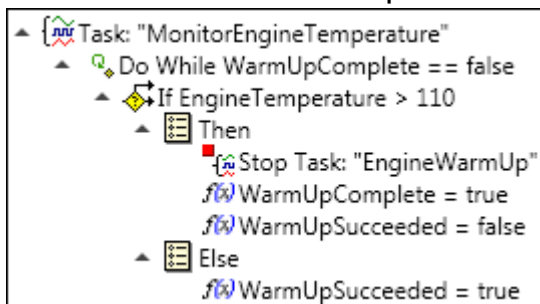 Task: "MonitorEngineTemperature"
Do While WarmUpComplete == false
If EngineTemperature > 110
Then
Stop Task: "EngineWarmUp"
f(x) WarmUpComplete = true
f(x) WarmUpSucceeded = false
Else
f(x) WarmUpSucceeded = true